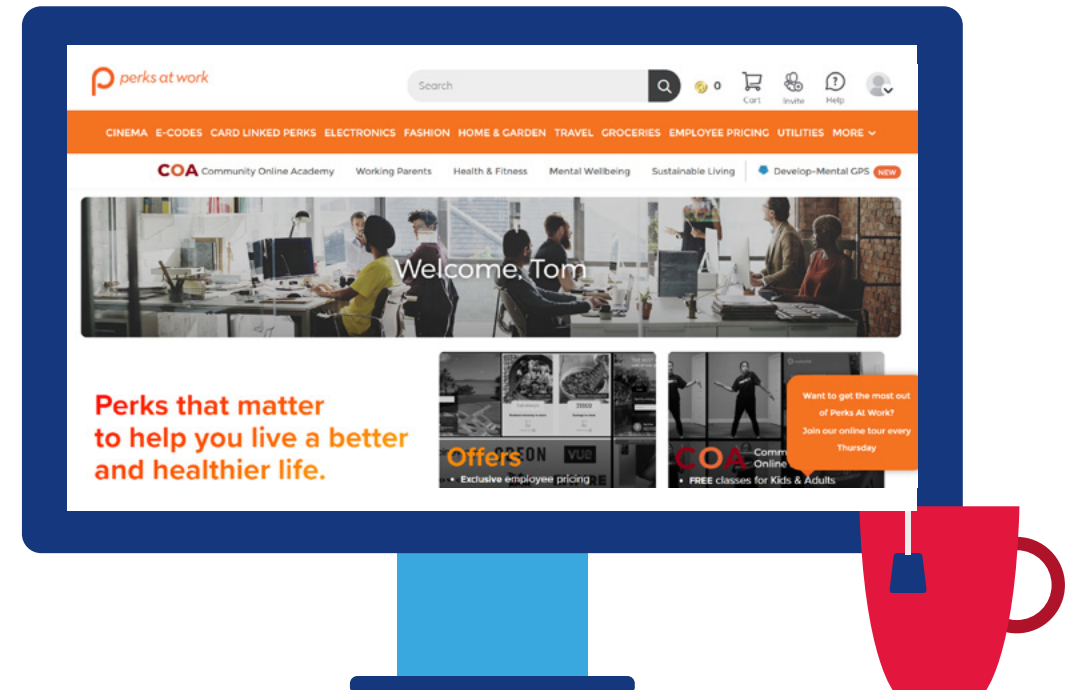 perks at work
Search
0
Cart
Invite
Help
CINEMA E-CODES CARD LINKED PERKS ELECTRONICS FASHION HOME & GARDEN TRAVEL GROCERIES EMPLOYEE PRICING UTILITIES MORE
COA Community Online Academy Working Parents Health & Fitness Mental Wellbeing Sustainable Living Develop-Mental GPS NEW
Welcome, Tom
Perks that matter
to help you live a better
and healthier life.
ODEON
vue
Offers
• Exclusive employee pricing
COA
Comm
Online
• FREE classes for Kids & Adults
Want to get the most out
of Perks At Work?
Join our online tour every
Thursday